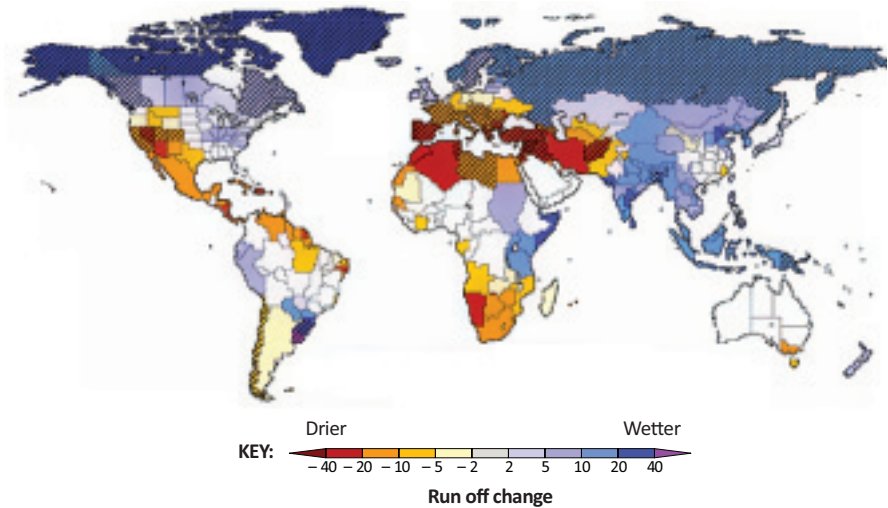 Drier Wetter
KEY:
– 40 – 20 – 10 – 5 – 2 2 5 10 20 40
Run off change